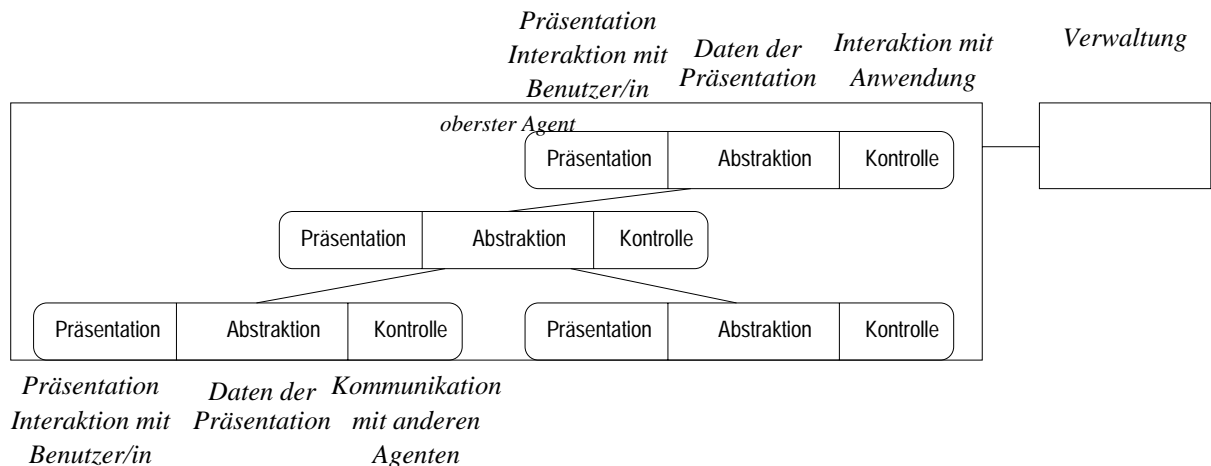 Präsentation
Interaktion mit
Benutzer/in
Daten der
Präsentation
Interaktion mit
Anwendung
Verwaltung
oberster Agent
Präsentation Abstraktion Kontrolle
Präsentation Abstraktion Kontrolle
Präsentation Abstraktion Kontrolle
Präsentation Abstraktion Kontrolle
Präsentation
Interaktion mit
Benutzer/in
Daten der
Präsentation
Kommunikation
mit anderen
Agenten